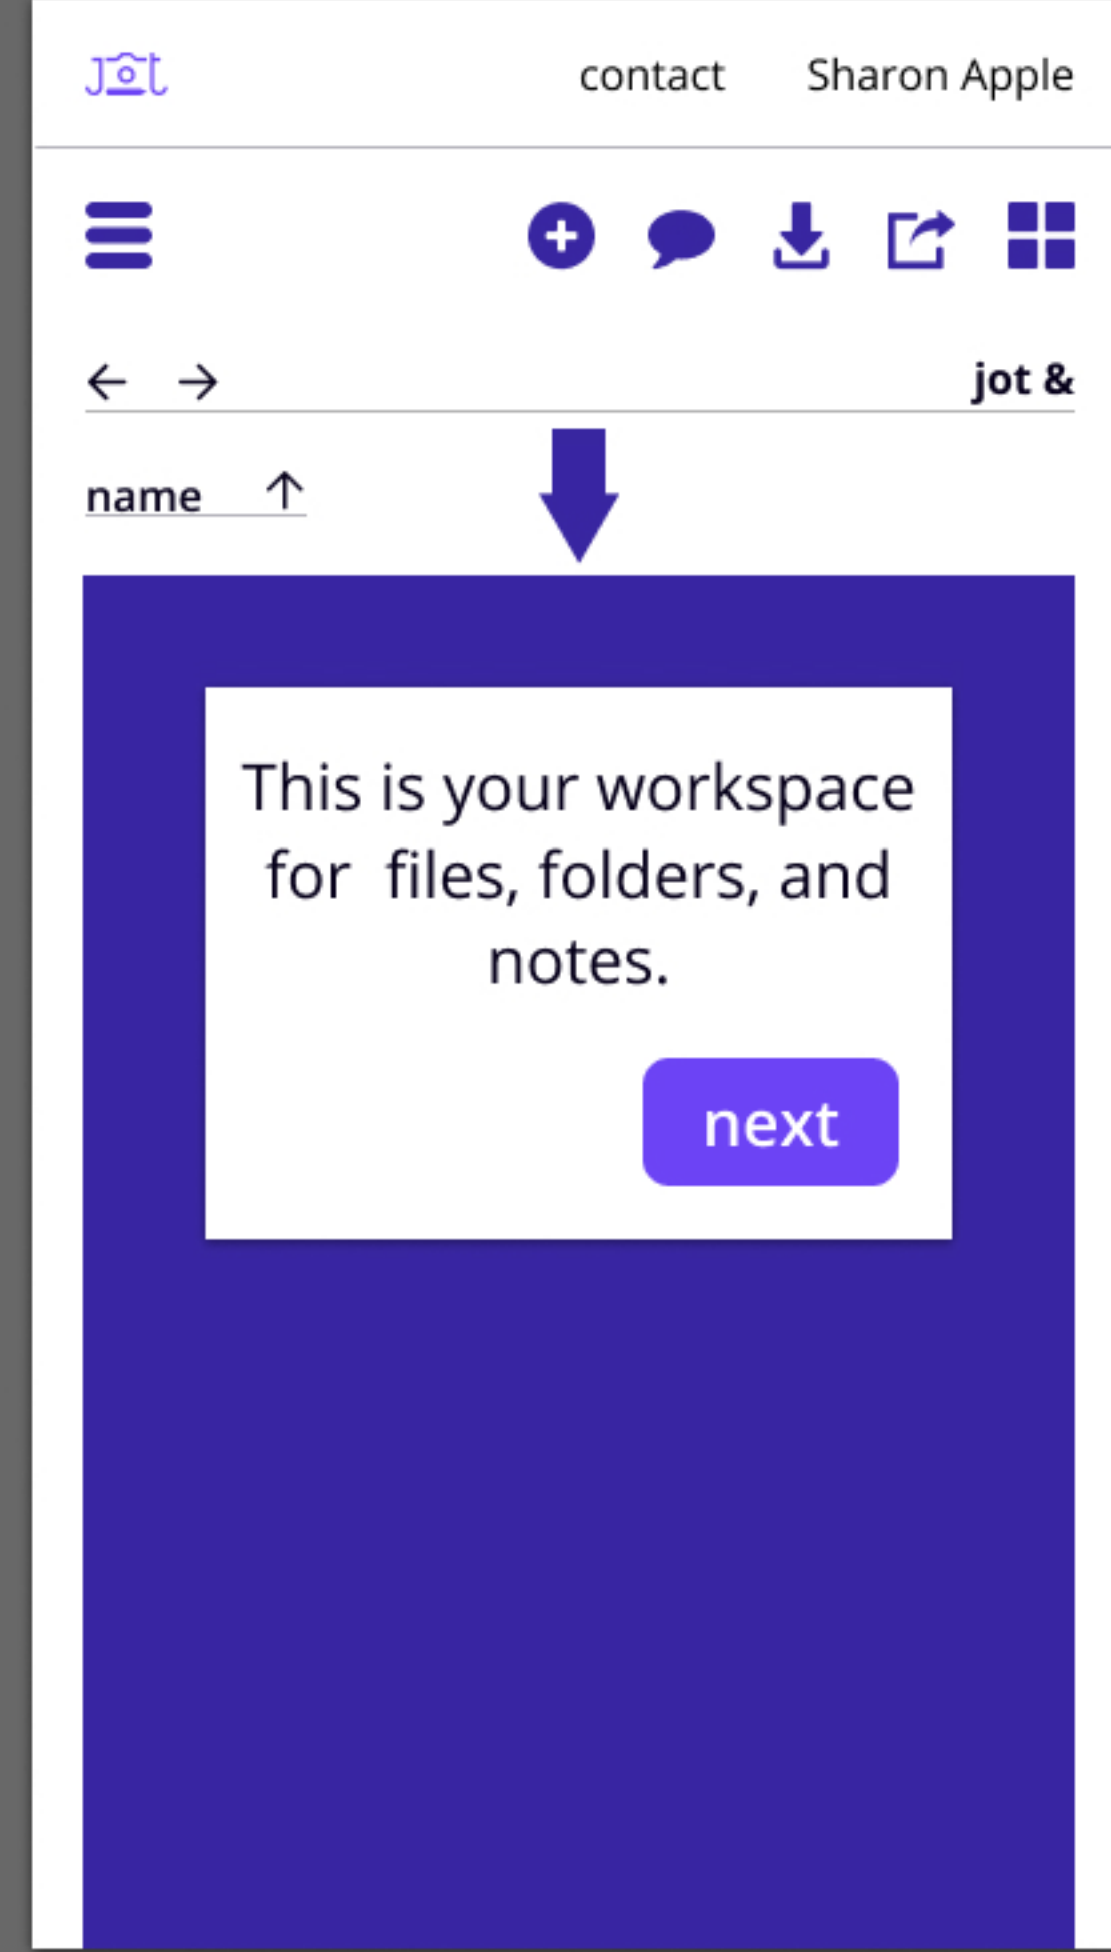 jot
contact Sharon Apple
jot &
name
This is your workspace
for files, folders, and
notes.
next